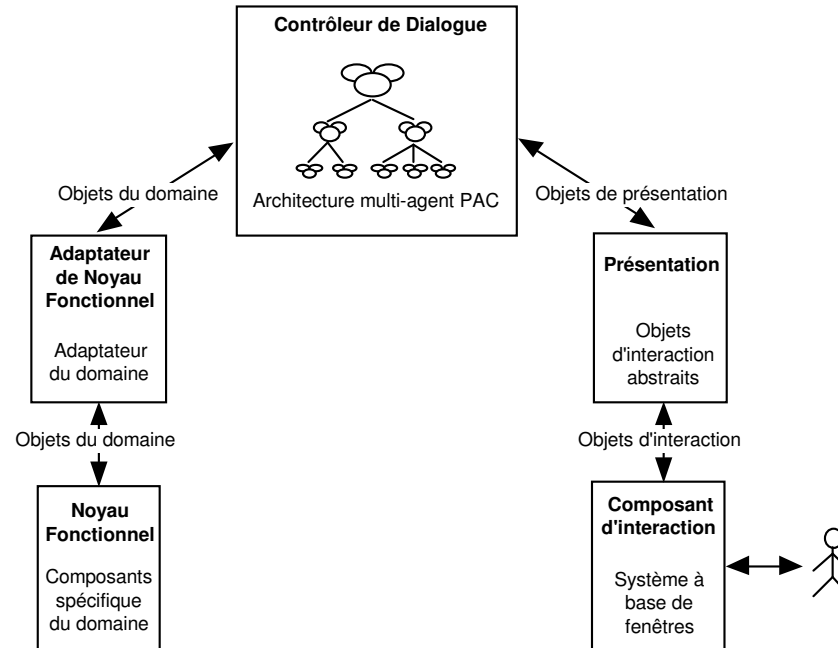 Contrôleur de Dialogue
Architecture multi-agent PAC
Objets du domaine
Objets de présentation
Adaptateur
de Noyau
Fonctionnel
Adaptateur
du domaine
Présentation
Objets
d'interaction
abstraits
Objets du domaine
Objets d'interaction
Noyau
Fonctionnel
Composants
spécifique
du domaine
Composant
d'interaction
Système à
base de
fenêtres